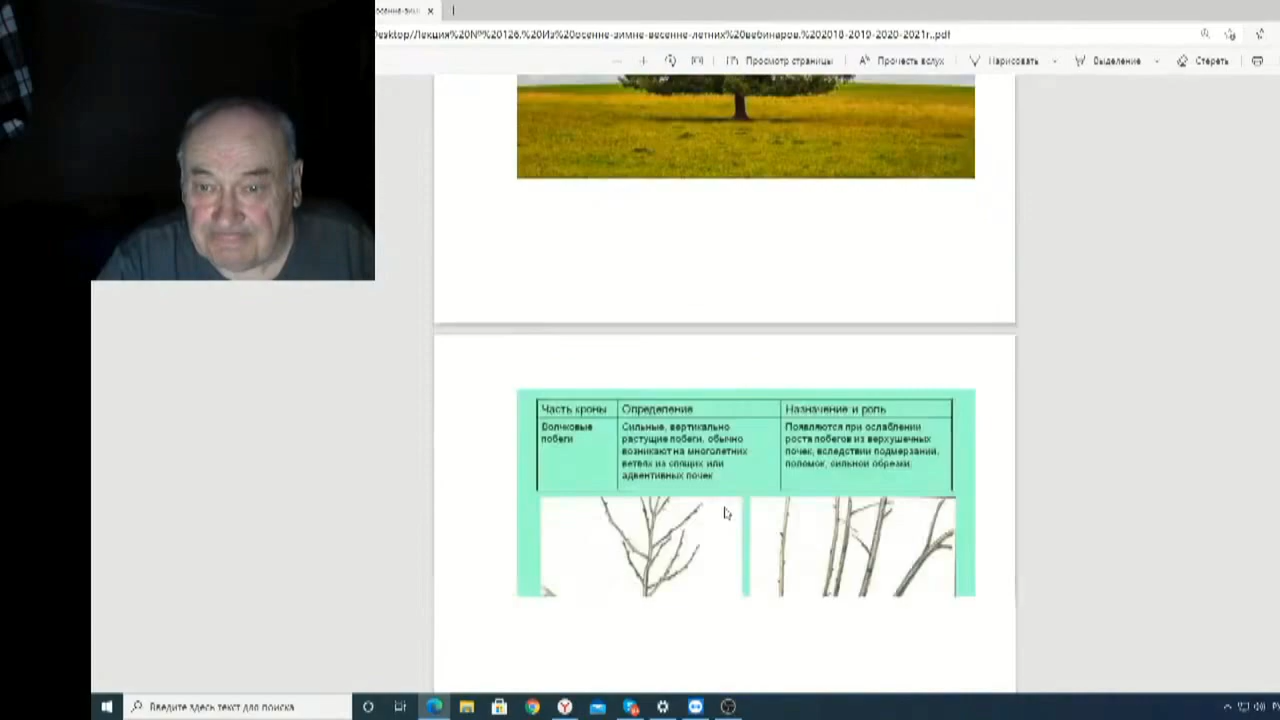 осенне-зим
Desktop//Лекция%20№%20126.%20Из%20осенне-зимне-весенне-летних%20вебинаров.%202018-2019-2020-2021г..pdf
Просмотр страницы
Прочесть вслух
Нарисовать
Выделение
Стереть
Часть кроны
Определение
Назначение и роль
Волчковые
побеги
Сильные, вертикально
растущие побеги, обычно
возникают на многолетних
ветвях из спящих или
адвентивных почек
Появляются при ослаблении
роста побегов из верхушечных
почек, вследствии подмерзаний,
поломок, сильной обрезки.
Введите здесь текст для поиска